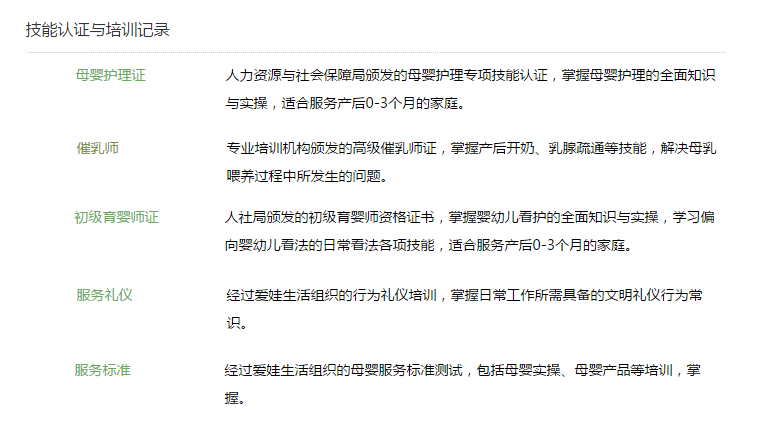 技能认证与培训记录
母婴护理证
人力资源与社会保障局颁发的母婴护理专项技能认证，掌握母婴护理的全面知识
与实操，适合服务产后0-3个月的家庭。
催乳师
专业培训机构颁发的高级催乳师证，掌握产后开奶、乳腺疏通等技能，解决母乳
喂养过程中所发生的问题。
初级育婴师证
人社局颁发的初级育婴师资格证书，掌握婴幼儿看护的全面知识与实操，学习偏
向婴幼儿看法的日常看法各项技能，适合服务产后0-3个月的家庭。
服务礼仪
经过爱娃生活组织的行为礼仪培训，掌握日常工作所需具备的文明礼仪行为常
识。
服务标准
经过爱娃生活组织的母婴服务标准测试，包括母婴实操、母婴产品等培训，掌
握。